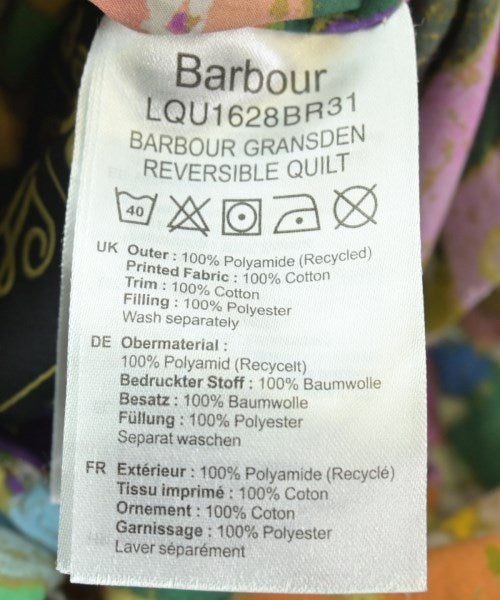 Barbour
LQU1628BR31
BARBOUR GRANSDEN
REVERSIBLE QUILT
40
UK Outer : 100% Polyamide (Recycled)
Printed Fabric : 100% Cotton
Trim : 100% Cotton
Filling : 100% Polyester
Wash separately
DE Obermaterial :
100% Polyamid (Recycelt)
Bedruckter Stoff : 100% Baumwolle
Besatz : 100% Baumwolle
Füllung : 100% Polyester
Separat waschen
FR Extérieur : 100% Polyamide (Recyclé)
Tissu imprimé : 100% Coton
Ornement : 100% Coton
Garnissage : 100% Polyester
Laver séparément